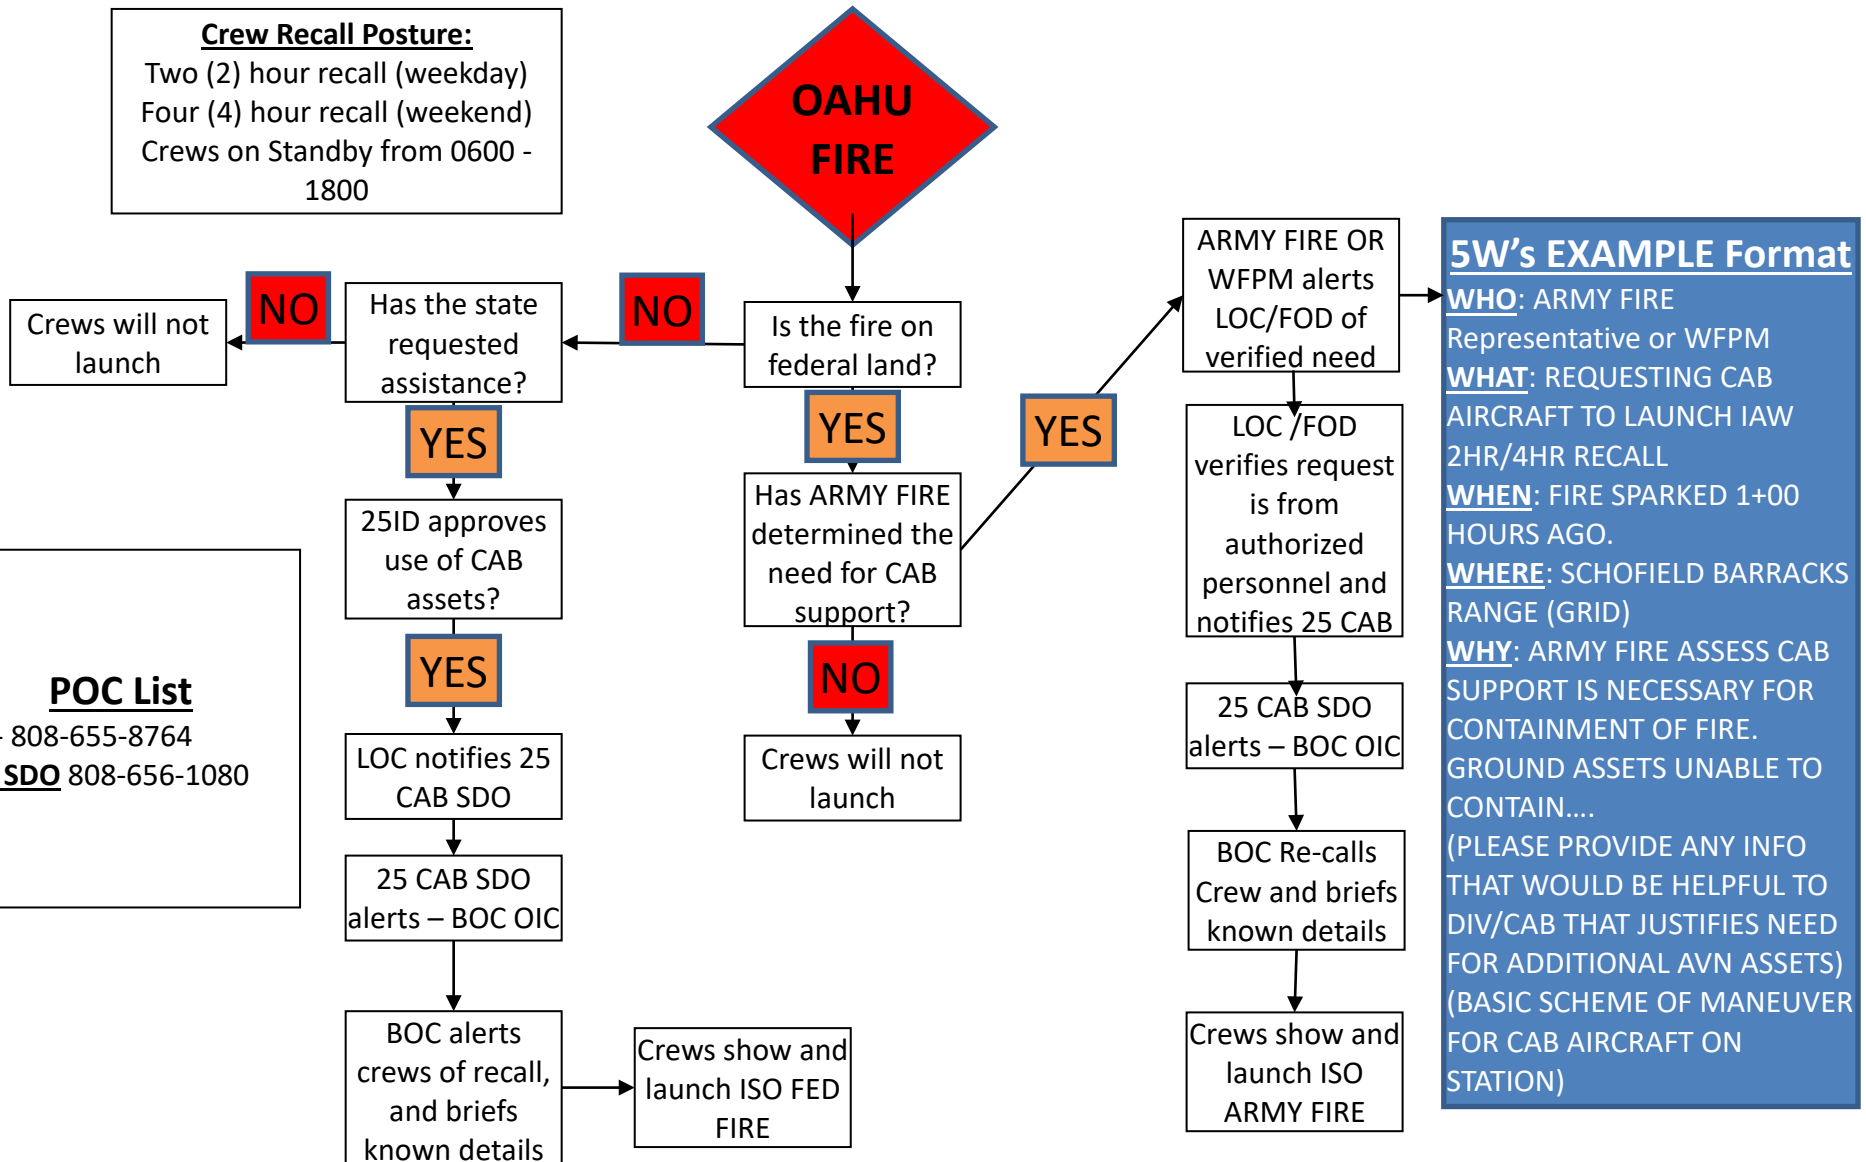 Crew Recall Posture:
Two (2) hour recall (weekday)
Four (4) hour recall (weekend)
Crews on Standby from 0600 -
1800
OAHU
FIRE
Is the fire on
federal land?
NO
Has the state
requested
assistance?
NO
Crews will not
launch
YES
25ID approves
use of CAB
assets?
YES
LOC notifies 25
CAB SDO
25 CAB SDO
alerts – BOC OIC
BOC alerts
crews of recall,
and briefs
known details
Crews show and
launch ISO FED
FIRE
YES
Has ARMY FIRE
determined the
need for CAB
support?
NO
Crews will not
launch
YES
ARMY FIRE OR
WFPM alerts
LOC/FOD of
verified need
LOC /FOD
verifies request
is from
authorized
personnel and
notifies 25 CAB
25 CAB SDO
alerts – BOC OIC
BOC Re-calls
Crew and briefs
known details
Crews show and
launch ISO
ARMY FIRE
5W's EXAMPLE Format
WHO: ARMY FIRE
Representative or WFPM
WHAT: REQUESTING CAB
AIRCRAFT TO LAUNCH IAW
2HR/4HR RECALL
WHEN: FIRE SPARKED 1+00
HOURS AGO.
WHERE: SCHOFIELD BARRACKS
RANGE (GRID)
WHY: ARMY FIRE ASSESS CAB
SUPPORT IS NECESSARY FOR
CONTAINMENT OF FIRE.
GROUND ASSETS UNABLE TO
CONTAIN….
(PLEASE PROVIDE ANY INFO
THAT WOULD BE HELPFUL TO
DIV/CAB THAT JUSTIFIES NEED
FOR ADDITIONAL AVN ASSETS)
(BASIC SCHEME OF MANEUVER
FOR CAB AIRCRAFT ON
STATION)
POC List
- 808-655-8764
SDO 808-656-1080